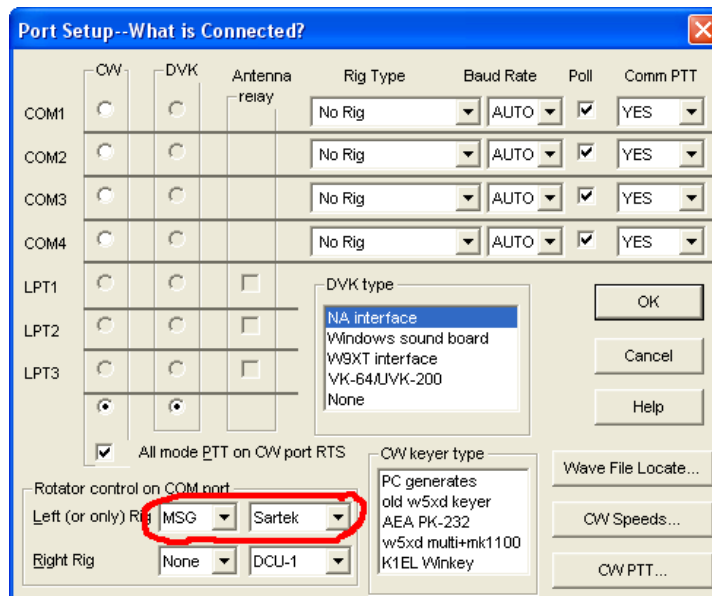 Port Setup--What is Connected?
CW DVK Antenna relay Rig Type Baud Rate Poll Comm PTT
COM1 No Rig AUTO YES
COM2 No Rig AUTO YES
COM3 No Rig AUTO YES
COM4 No Rig AUTO YES
LPT1
LPT2
LPT3
DVK type
NA interface
Windows sound board
W9XT interface
VK-64/UVK-200
None
OK
Cancel
Help
All mode PTT on CW port RTS
CW keyer type
PC generates
old w5xd keyer
AEA PK-232
w5xd multi+mk1100
K1EL Winkey
Wave File Locate...
CW Speeds...
CW PTT...
Rotator control on COM port
Left (or only) Rig MSG Sartek
Right Rig None DCU-1